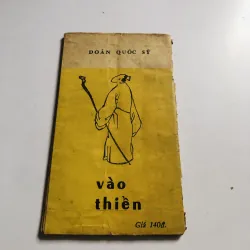 DOÃN QUỐC SỸ
vào
thiền
Giá 140đ.